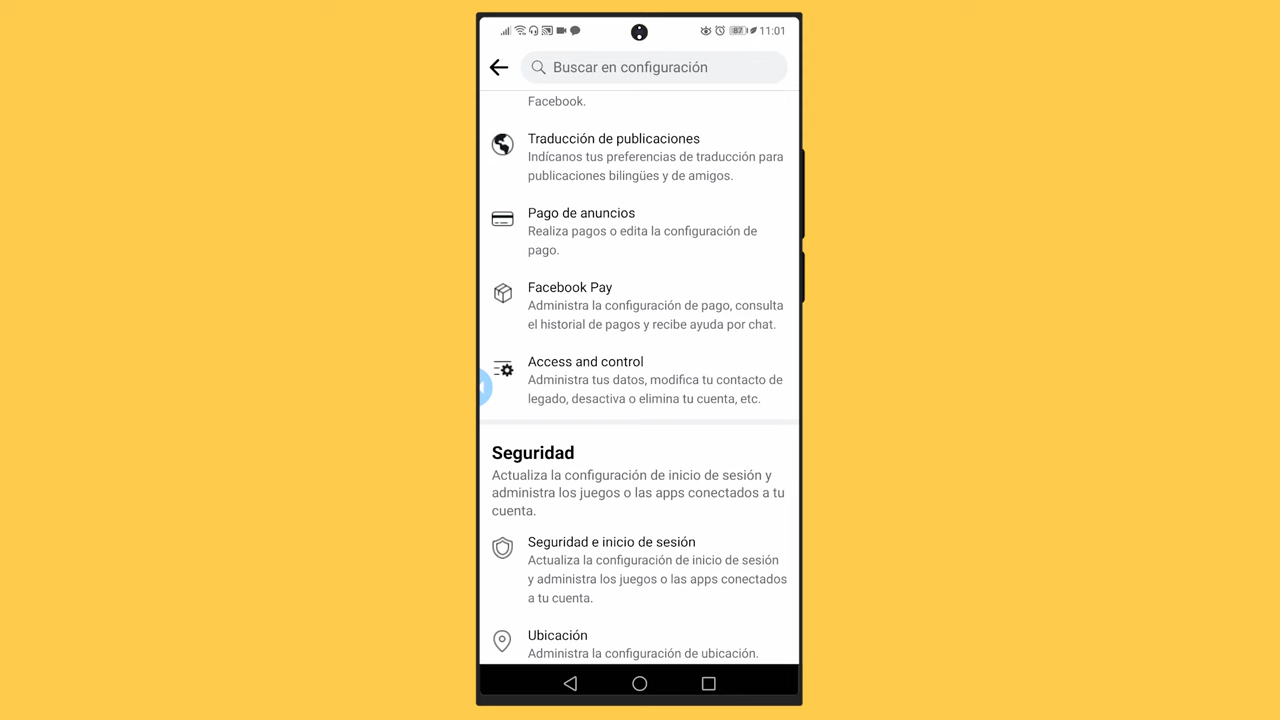 87
11:01
Buscar en configuración
Facebook.
Traducción de publicaciones
Indícanos tus preferencias de traducción para
publicaciones bilingües y de amigos.
Pago de anuncios
Realiza pagos o edita la configuración de
pago.
Facebook Pay
Administra la configuración de pago, consulta
el historial de pagos y recibe ayuda por chat.
Access and control
Administra tus datos, modifica tu contacto de
legado, desactiva o elimina tu cuenta, etc.
Seguridad
Actualiza la configuración de inicio de sesión y
administra los juegos o las apps conectados a tu
cuenta.
Seguridad e inicio de sesión
Actualiza la configuración de inicio de sesión
y administra los juegos o las apps conectados
a tu cuenta.
Ubicación
Administra la configuración de ubicación.